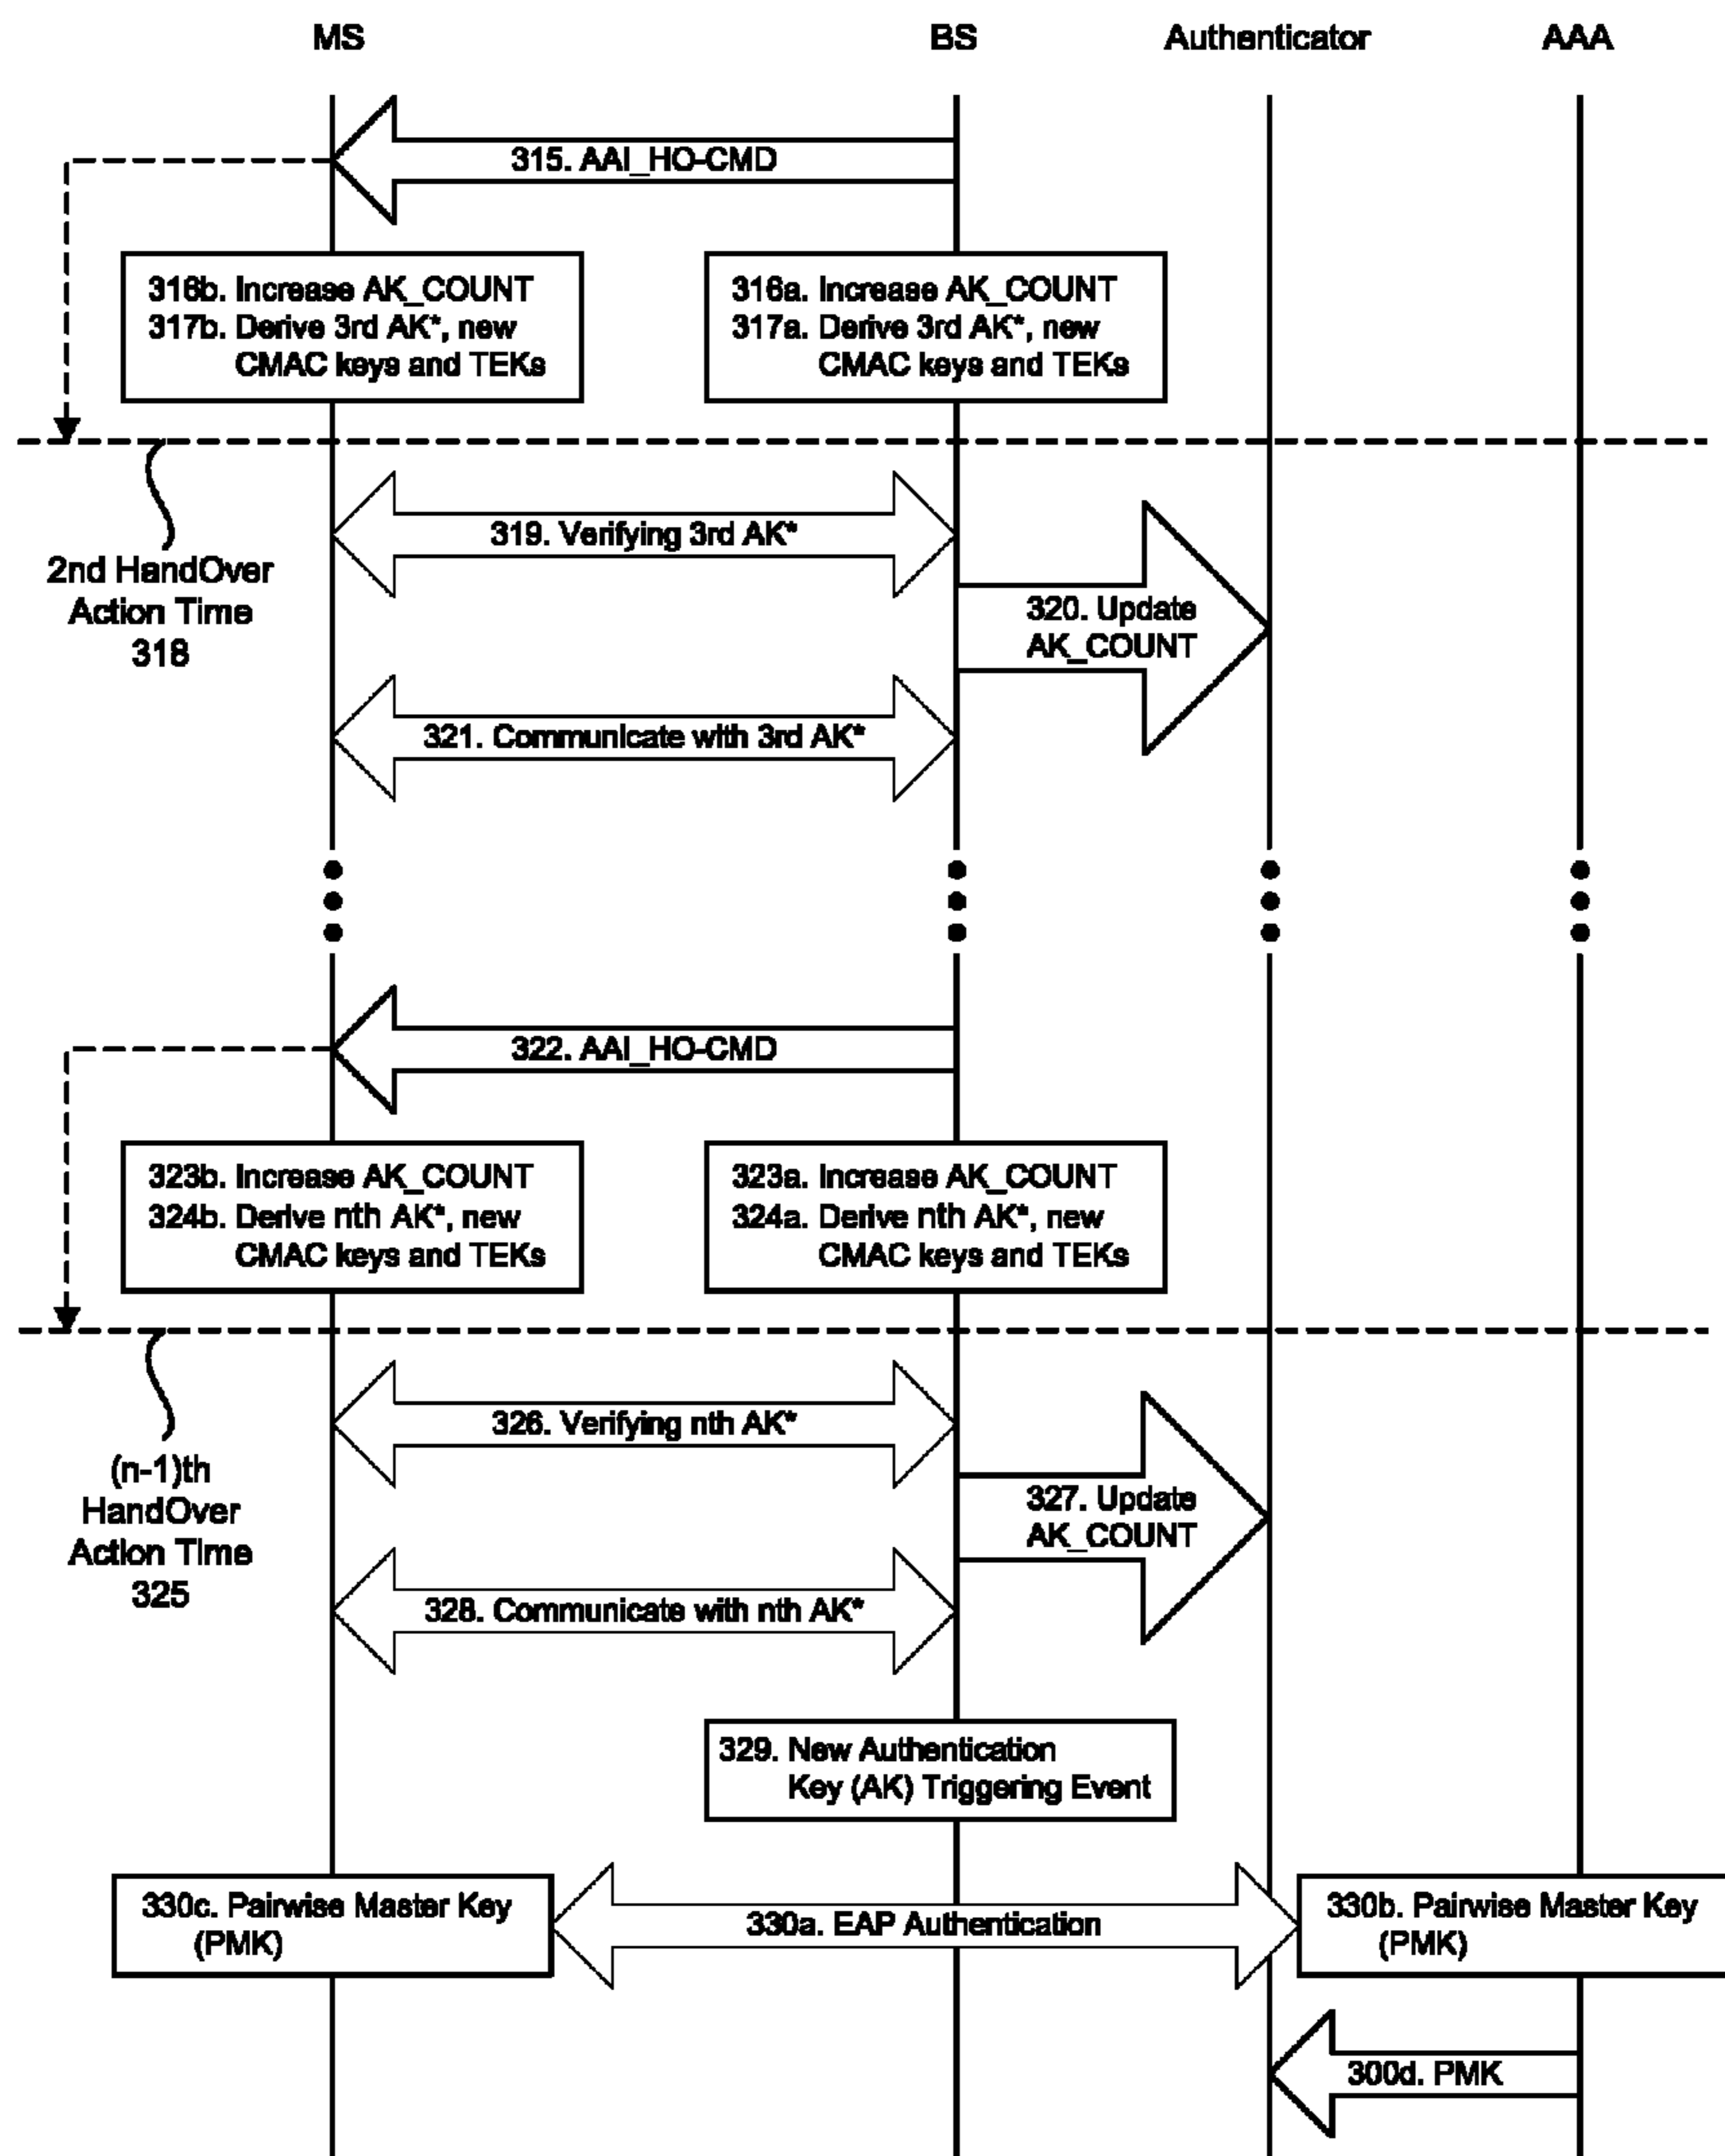 MS BS Authenticator AAA
315. AAI_HO-CMD
316b. Increase AK_COUNT
317b. Derive 3rd AK*, new
CMAC keys and TEKs
316a. Increase AK_COUNT
317a. Derive 3rd AK*, new
CMAC keys and TEKs
319. Verifying 3rd AK*
2nd HandOver
Action Time
318
320. Update
AK_COUNT
321. Communicate with 3rd AK*
322. AAI_HO-CMD
323b. Increase AK_COUNT
324b. Derive nth AK*, new
CMAC keys and TEKs
323a. Increase AK_COUNT
324a. Derive nth AK*, new
CMAC keys and TEKs
326. Verifying nth AK*
(n-1)th
HandOver
Action Time
325
327. Update
AK_COUNT
328. Communicate with nth AK*
329. New Authentication
Key (AK) Triggering Event
330c. Pairwise Master Key
(PMK)
330a. EAP Authentication
330b. Pairwise Master Key
(PMK)
300d. PMK